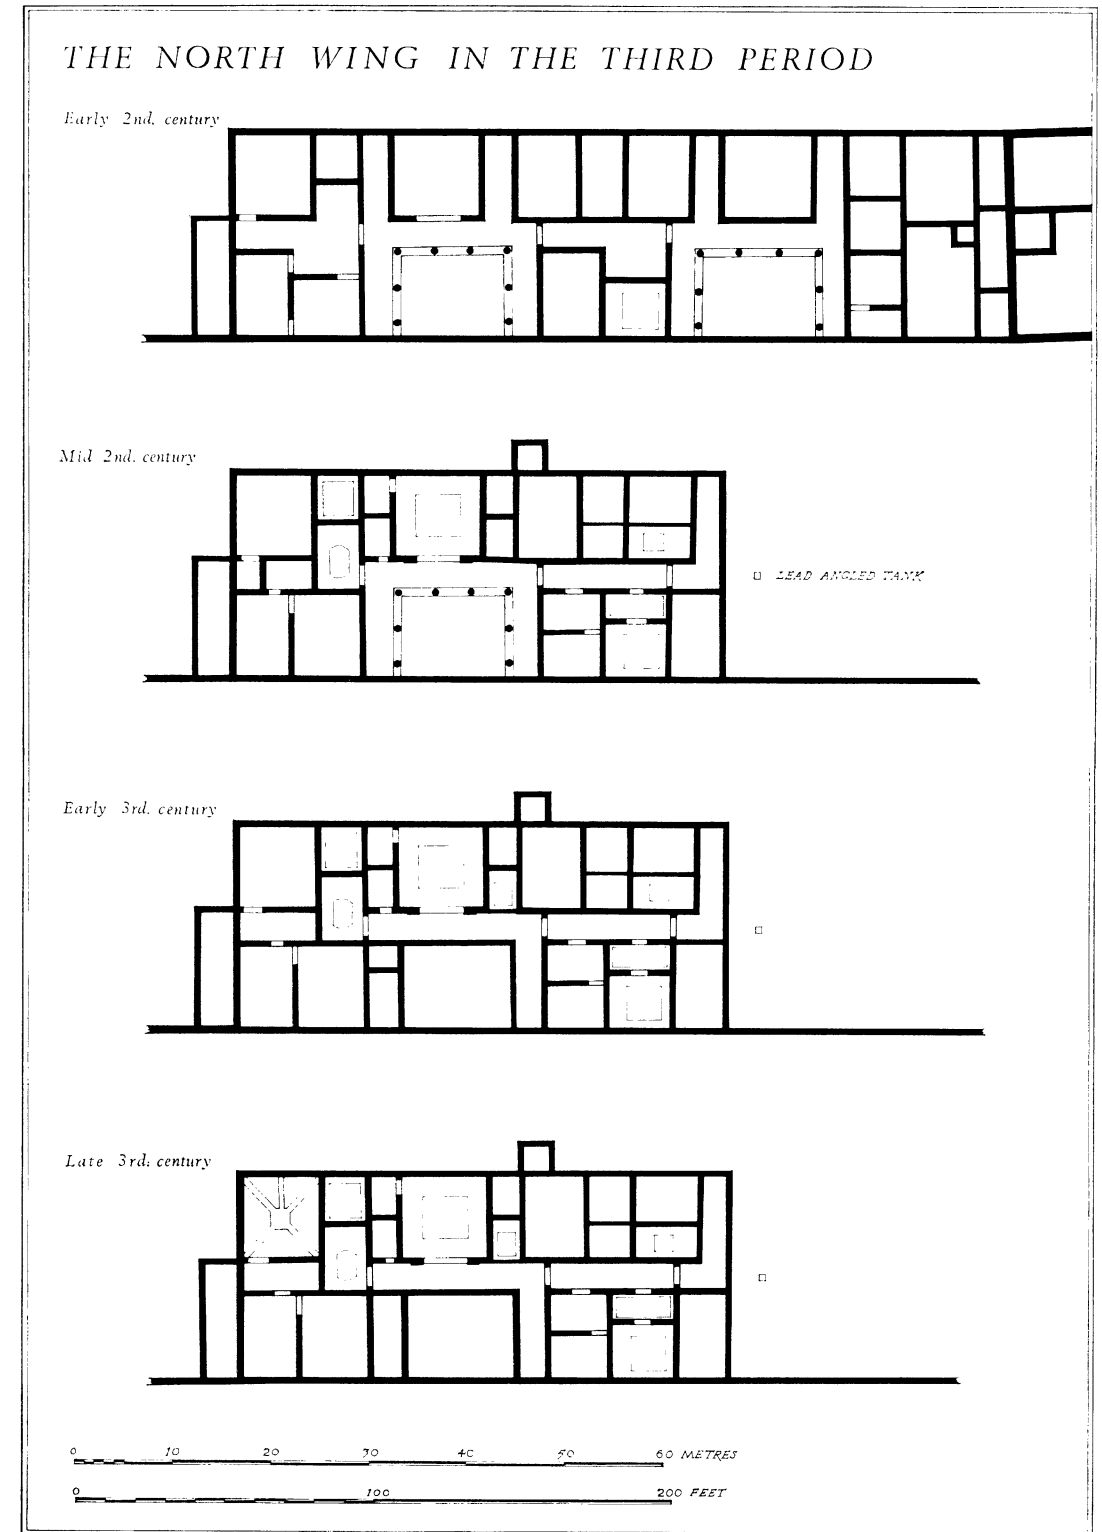 THE NORTH WING IN THE THIRD PERIOD
Early 2nd. century
Mid 2nd. century
LEAD ANGLED TANK
Early 3rd. century
Late 3rd. century
0 10 20 30 40 50 60 METRES
0 100 200 FEET